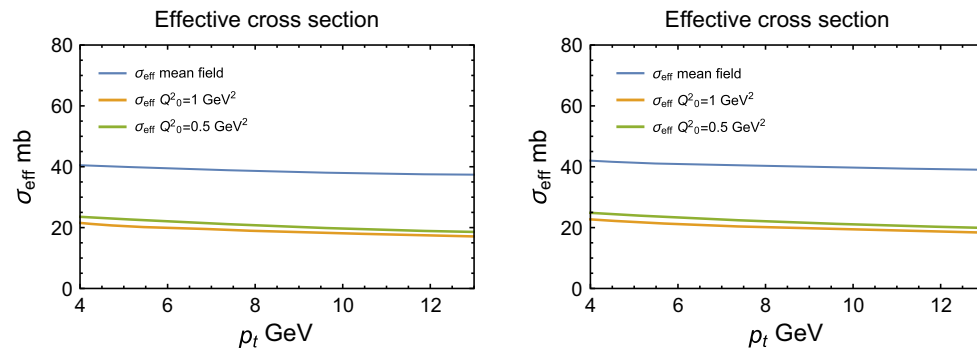 Effective cross section
80
60
40
20
0
σeff mb
σeff mean field
σeff Q²0=1 GeV²
σeff Q²0=0.5 GeV²
4 6 8 10 12
pt GeV
Effective cross section
80
60
40
20
0
σeff mb
σeff mean field
σeff Q²0=1 GeV²
σeff Q²0=0.5 GeV²
4 6 8 10 12
pt GeV